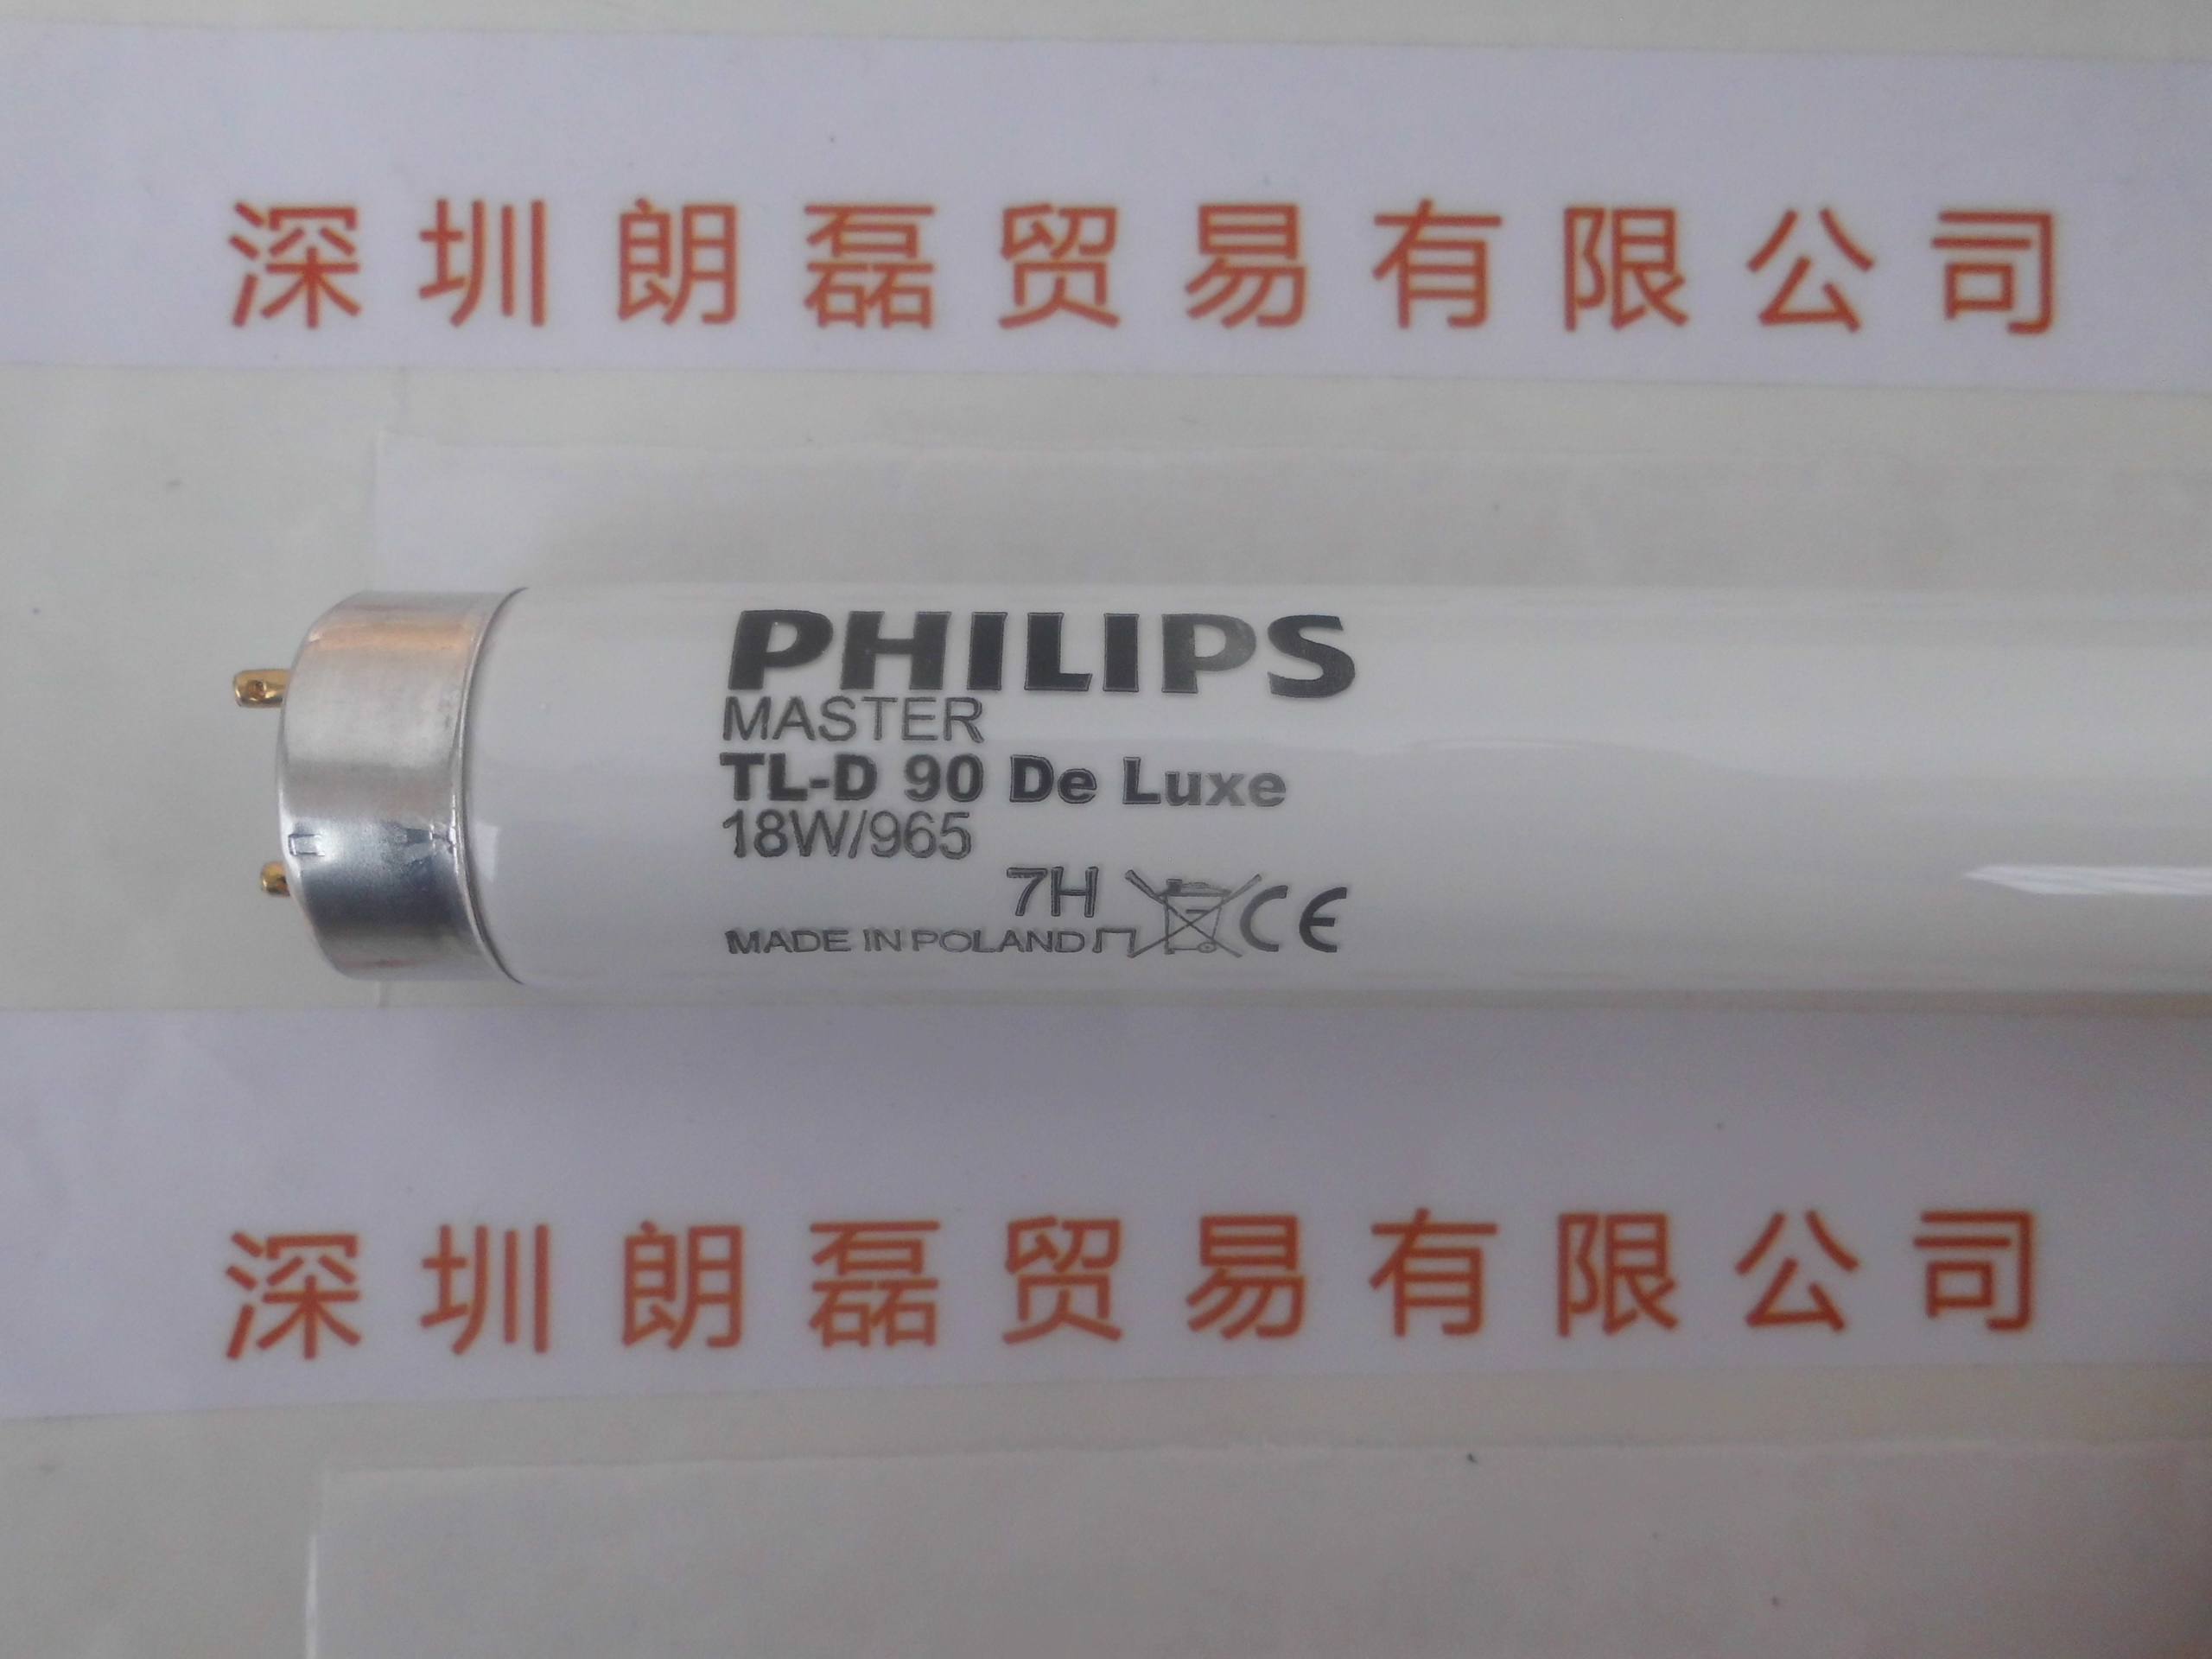 深圳朗磊贸易有限公司
PHILIPS
MASTER
TL-D 90 De Luxe
18W/965
7H
MADE IN POLAND CE
深圳朗磊贸易有限公司